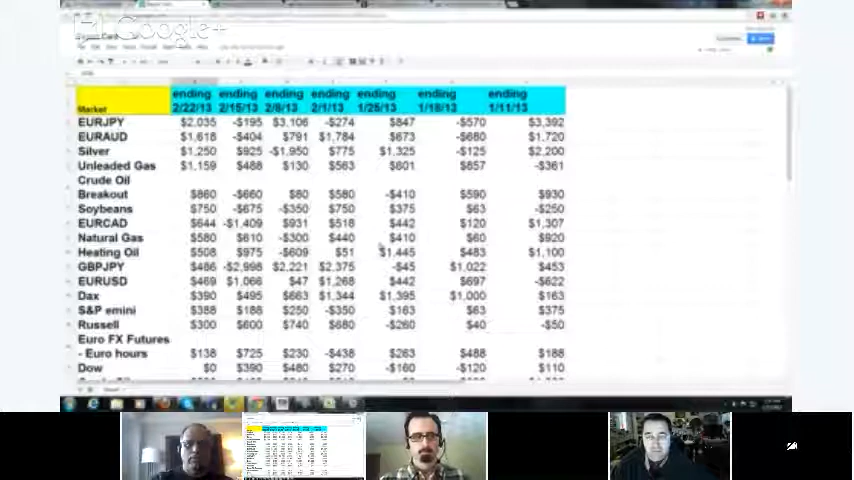 Google+
ending ending ending ending ending ending ending
Market 2/22/13 2/15/13 2/8/13 2/1/13 1/25/13 1/18/13 1/11/13
EURJPY $2,035 -$195 $3,106 -$274 $847 -$570 $3,392
EURAUD $1,618 -$404 $791 $1,784 $673 -$680 $1,720
Silver $1,250 $925 -$1,950 $775 $1,325 -$125 $2,200
Unleaded Gas $1,159 $488 $130 $563 $601 $857 -$361
Crude Oil
Breakout $860 -$660 $80 $580 -$410 $590 $930
Soybeans $750 -$675 -$350 $750 $375 $63 -$250
EURCAD $644 -$1,409 $931 $518 $442 $120 $1,307
Natural Gas $580 $610 -$300 $440 $410 $60 $920
Heating Oil $508 $975 -$609 $51 $1,445 $483 $1,100
GBPJPY $486 -$2,998 $2,221 $2,375 -$45 $1,022 $453
EURUSD $469 $1,066 $47 $1,268 $442 $697 -$622
Dax $390 $495 $663 $1,344 $1,395 $1,000 $163
S&P emini $388 $188 $250 -$350 $163 $63 $375
Russell $300 $600 $740 $680 -$260 $40 -$50
Euro FX Futures
- Euro hours $138 $725 $230 -$438 $263 $488 $188
Dow $0 $390 $480 $270 -$160 -$120 $110